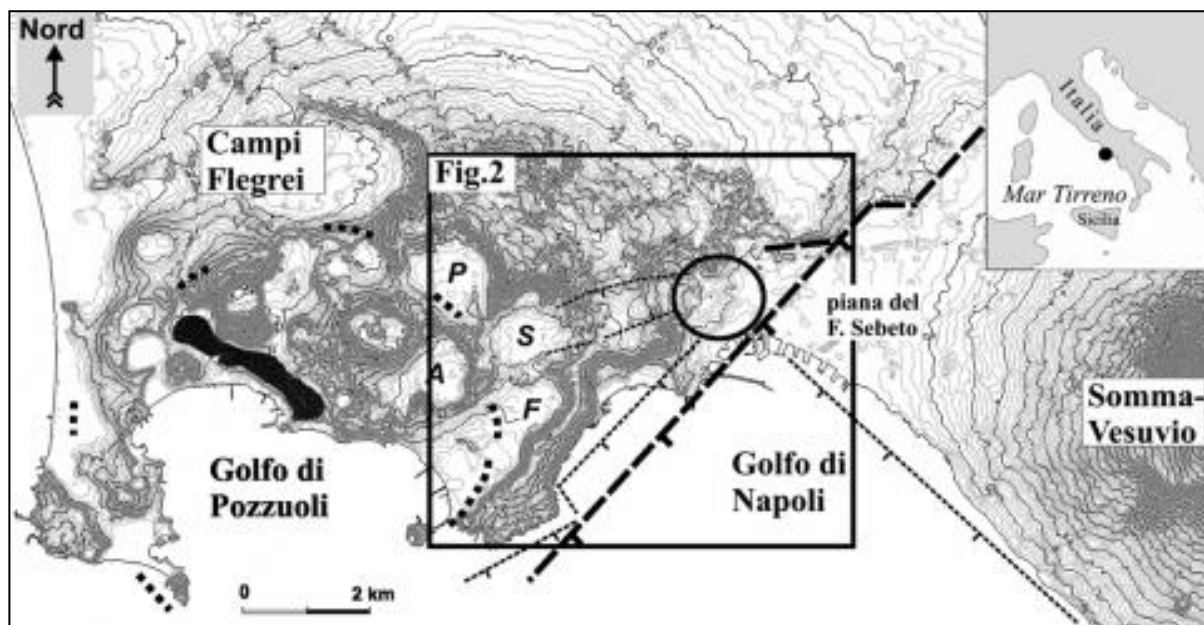 Nord
Campi
Flegrei
Fig.2
Italia
Mar Tirreno
Sicilia
P
S
A
F
piana del
F. Sebeto
Somma-
Vesuvio
Golfo di
Pozzuoli
Golfo di
Napoli
0 2 km